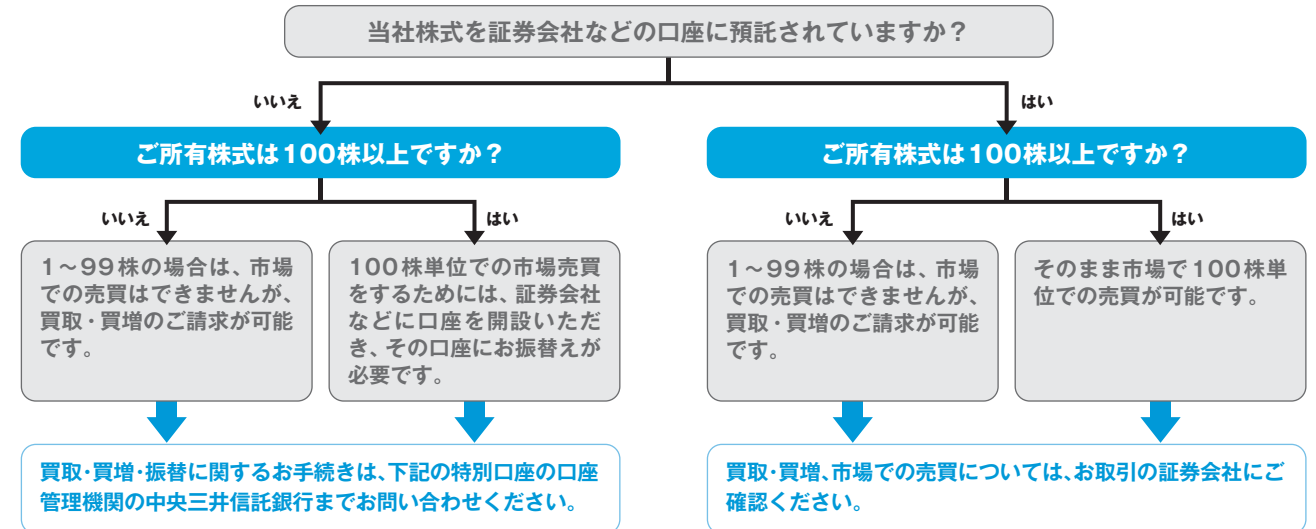 当社株式を証券会社などの口座に預託されていますか？
いいえ
はい
ご所有株式は100株以上ですか？
いいえ
はい
1～99株の場合は、市場
での売買はできませんが、
買取・買増のご請求が可能
です。
100株単位での市場売買
をするためには、証券会社
などに口座を開設いただ
き、その口座にお振替えが
必要です。
買取・買増・振替に関するお手続きは、下記の特別口座の口座
管理機関の中央三井信託銀行までお問い合わせください。
ご所有株式は100株以上ですか？
いいえ
はい
1～99株の場合は、市場
での売買はできませんが、
買取・買増のご請求が可能
です。
そのまま市場で100株単
位での売買が可能です。
買取・買増、市場での売買については、お取引の証券会社にご
確認ください。